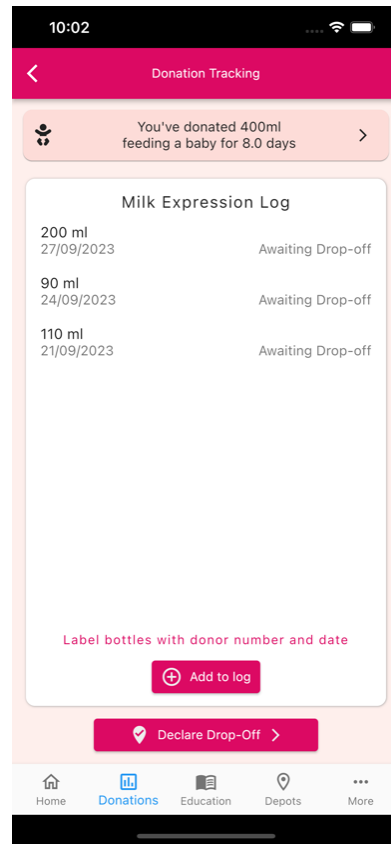 10:02
Donation Tracking
You've donated 400ml
feeding a baby for 8.0 days
Milk Expression Log
200 ml
27/09/2023 Awaiting Drop-off
90 ml
24/09/2023 Awaiting Drop-off
110 ml
21/09/2023 Awaiting Drop-off
Label bottles with donor number and date
Add to log
Declare Drop-Off
Home Donations Education Depots More